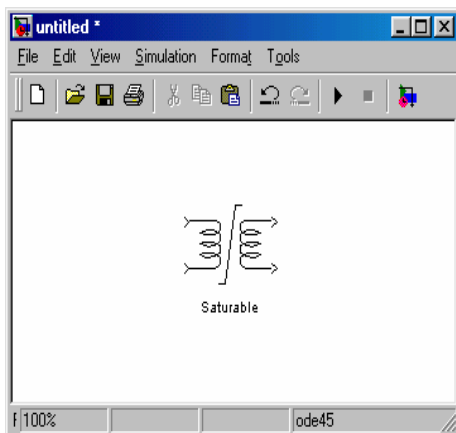 untitled *
File Edit View Simulation Format Tools
Saturable
100% ode45